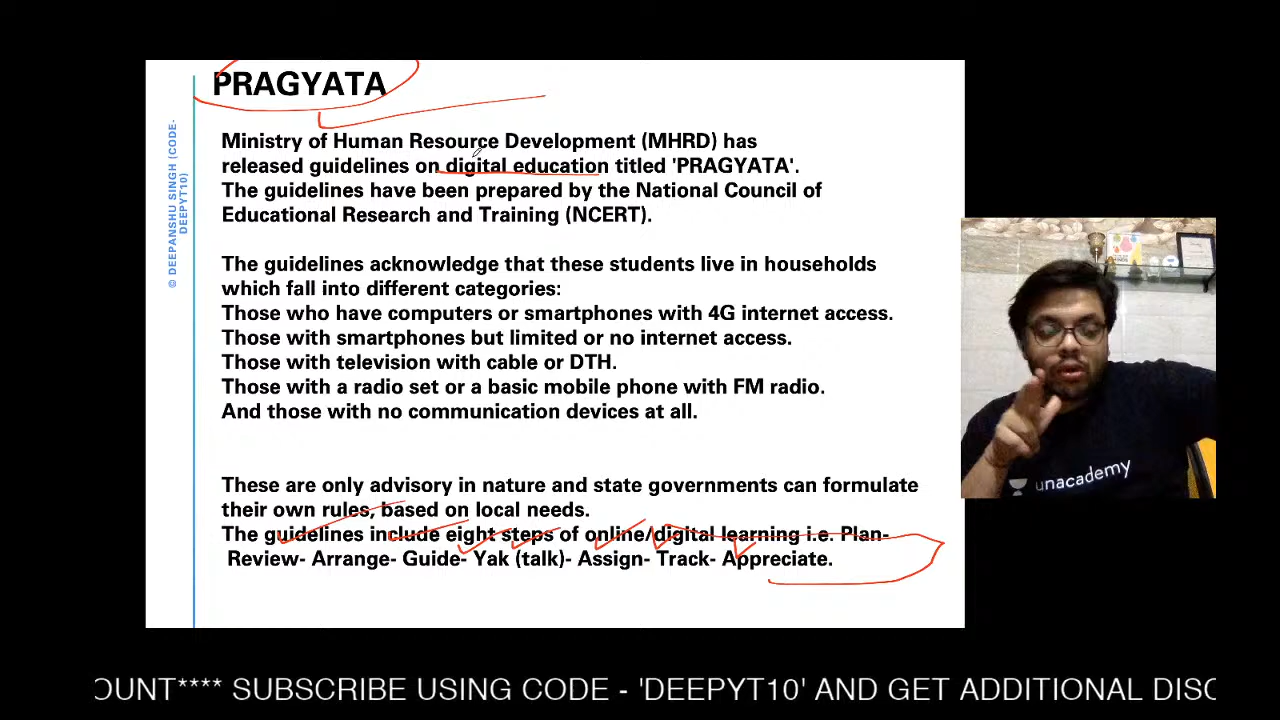 PRAGYATA
© DEEPANSHU SINGH (CODE-
DEEPYT10)
Ministry of Human Resource Development (MHRD) has
released guidelines on digital education titled 'PRAGYATA'.
The guidelines have been prepared by the National Council of
Educational Research and Training (NCERT).
The guidelines acknowledge that these students live in households
which fall into different categories:
Those who have computers or smartphones with 4G internet access.
Those with smartphones but limited or no internet access.
Those with television with cable or DTH.
Those with a radio set or a basic mobile phone with FM radio.
And those with no communication devices at all.
These are only advisory in nature and state governments can formulate
their own rules, based on local needs.
The guidelines include eight steps of online/digital learning i.e. Plan-
Review- Arrange- Guide- Yak (talk)- Assign- Track- Appreciate.
unacademy
OUNT**** SUBSCRIBE USING CODE - 'DEEPYT10' AND GET ADDITIONAL DISC